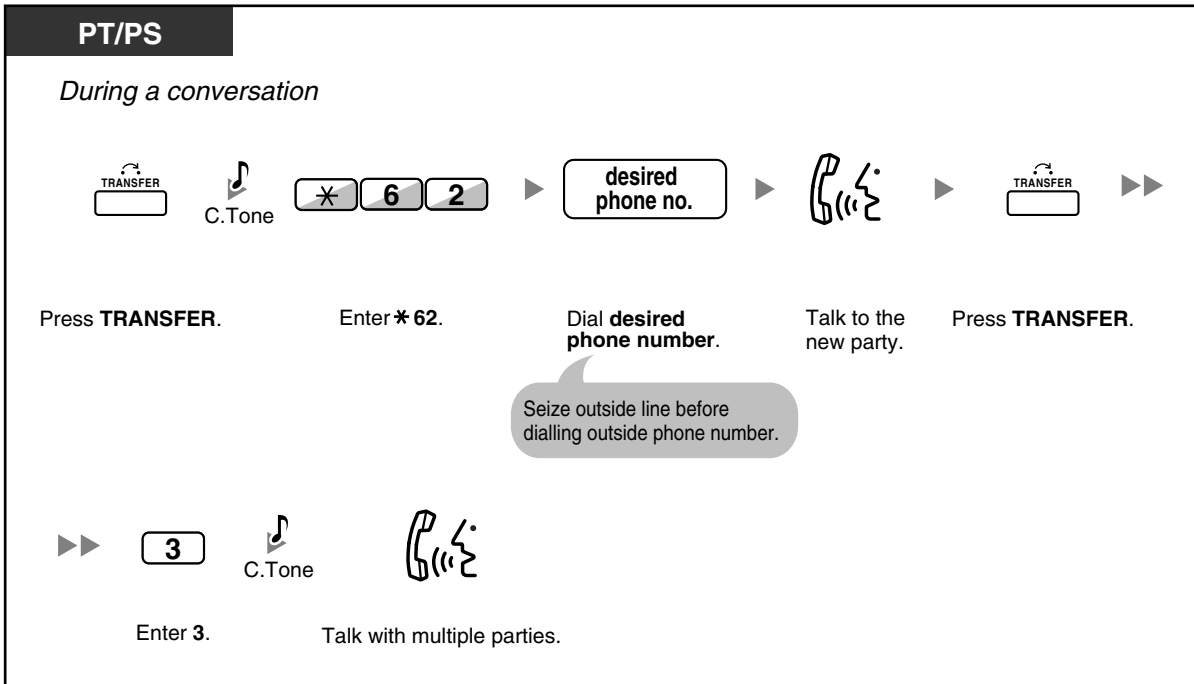 PT/PS
During a conversation
TRANSFER
C.Tone
* 6 2
desired
phone no.
TRANSFER
Press TRANSFER.
Enter * 62.
Dial desired
phone number.
Talk to the
new party.
Press TRANSFER.
Seize outside line before
dialling outside phone number.
3
C.Tone
Enter 3.
Talk with multiple parties.